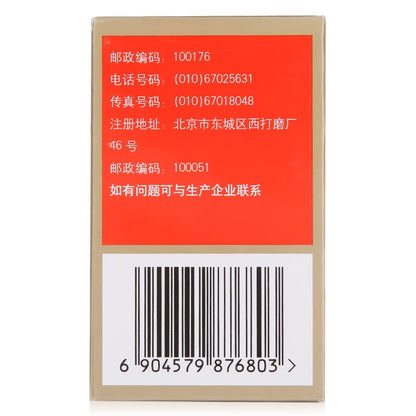 邮政编码：100176
电话号码：(010)67025631
传真号码：(010)67018048
注册地址：北京市东城区西打磨厂
46号
邮政编码：100051
如有问题可与生产企业联系
6 904579 876803 >